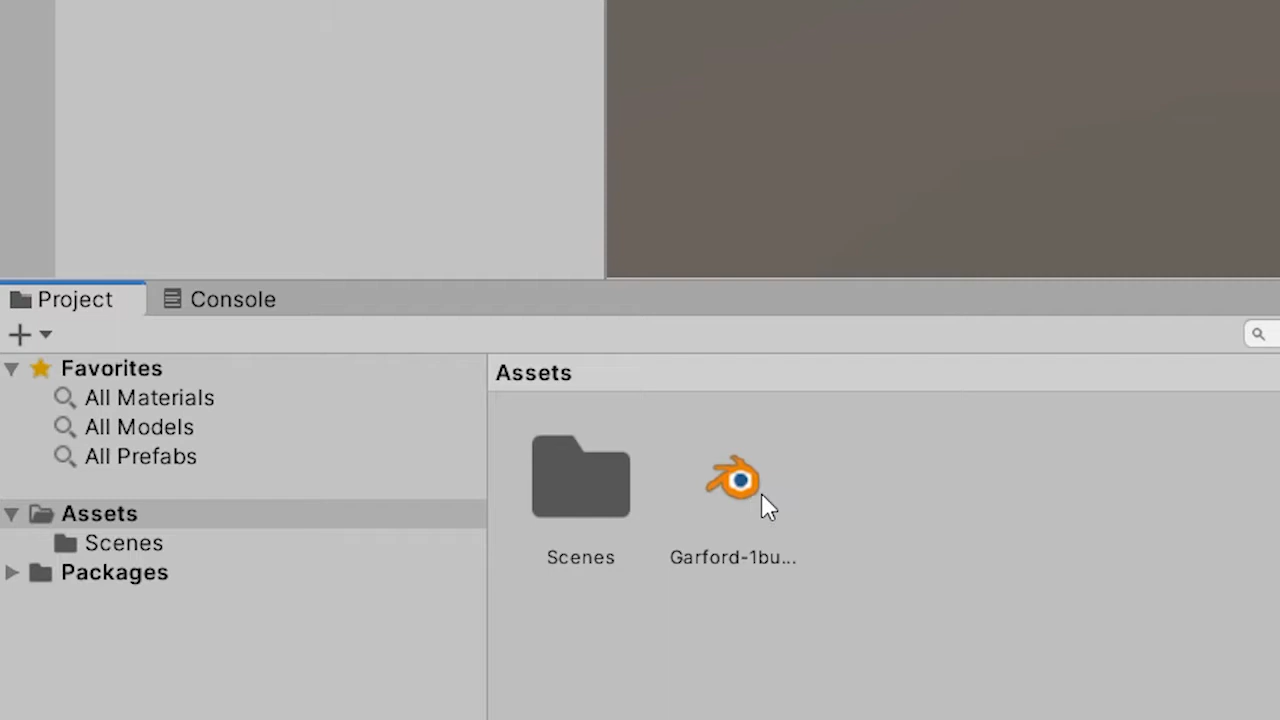 Project
Console
Favorites
All Materials
All Models
All Prefabs
Assets
Scenes
Packages
Assets
Scenes
Garford-1bu...